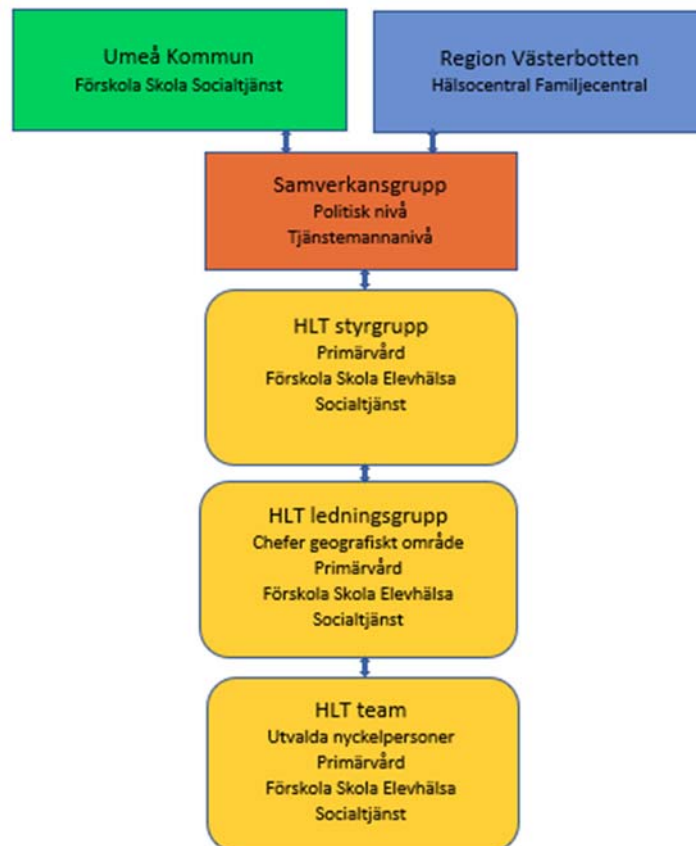 Umeå Kommun
Förskola Skola Socialtjänst
Region Västerbotten
Hälsocentral Familjecentral
Samverkansgrupp
Politisk nivå
Tjänstemannanivå
HLT styrgrupp
Primärvård
Förskola Skola Elevhälsa
Socialtjänst
HLT ledningsgrupp
Chefer geografiskt område
Primärvård
Förskola Skola Elevhälsa
Socialtjänst
HLT team
Utvalda nyckelpersoner
Primärvård
Förskola Skola Elevhälsa
Socialtjänst